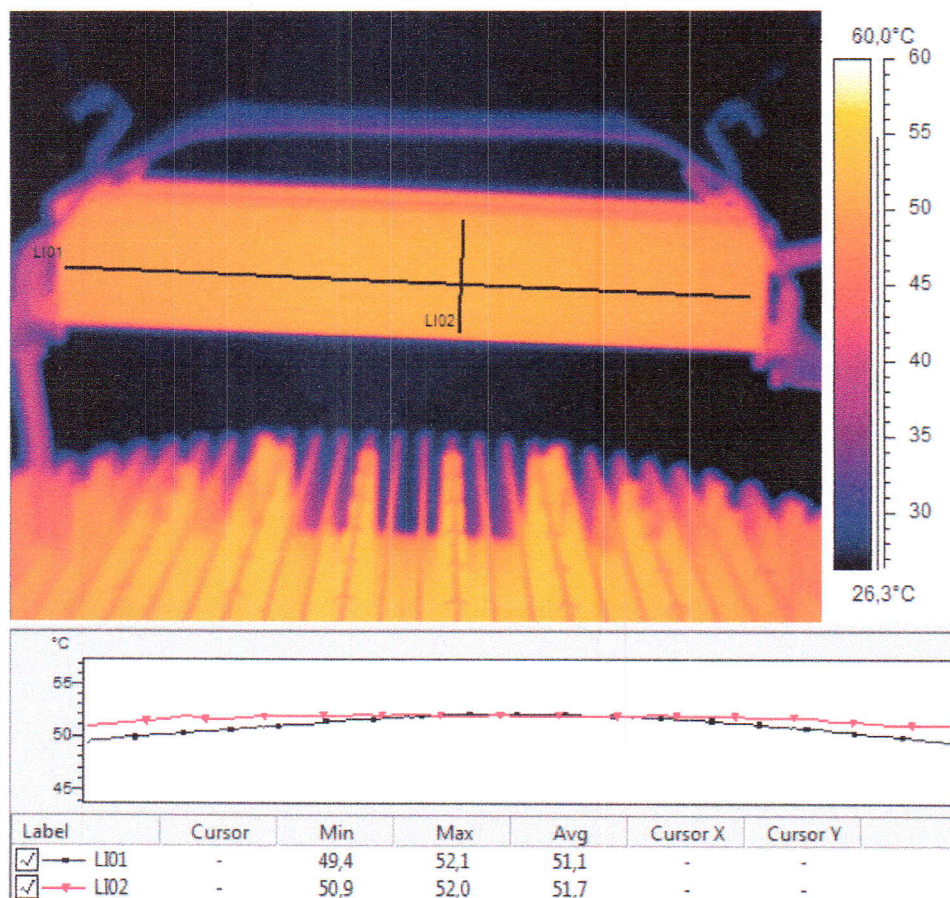 60,0°C
60
55
50
45
40
35
30
26,3°C
LI01
LI02
°C
55
50
45
Label Cursor Min Max Avg Cursor X Cursor Y
LI01 - 49,4 52,1 51,1 - -
LI02 - 50,9 52,0 51,7 - -